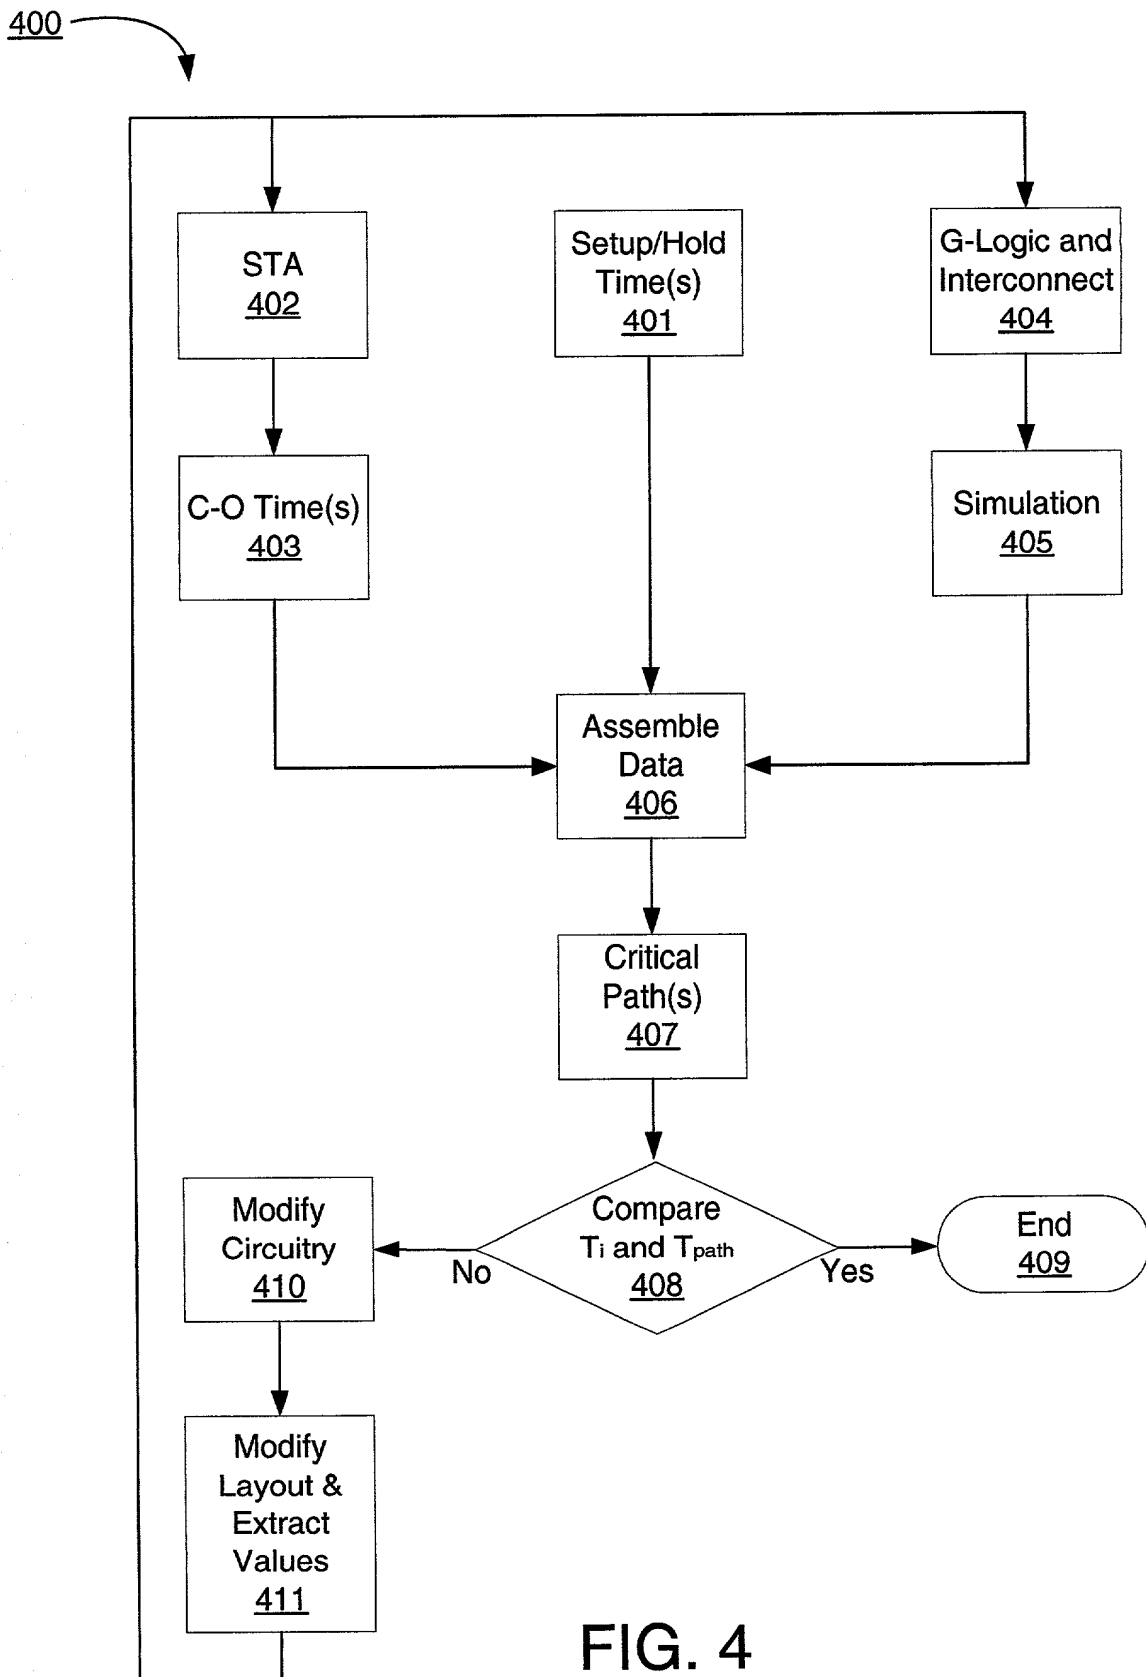 400
STA
402
Setup/Hold
Time(s)
401
G-Logic and
Interconnect
404
C-O Time(s)
403
Simulation
405
Assemble
Data
406
Critical
Path(s)
407
Compare
Ti and Tpath
408
No
Yes
End
409
Modify
Circuitry
410
Modify
Layout &
Extract
Values
411
FIG. 4